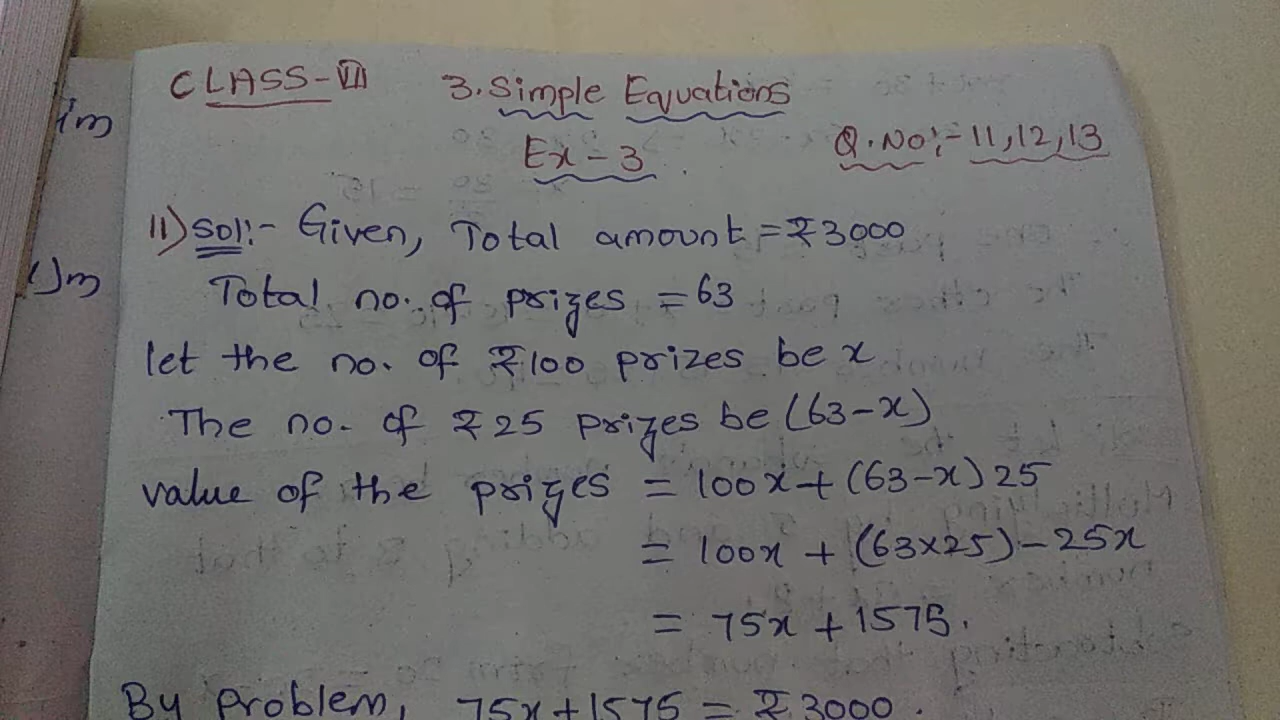 CLASS-VII 3. Simple Equations
Ex-3
Q.No:- 11,12,13
11) Sol:- Given, Total amount = ₹3000
Total no. of prizes = 63
let the no. of ₹100 prizes be x
The no. of ₹25 prizes be (63-x)
value of the prizes = 100x + (63-x) 25
= 100x + (63x25)-25x
= 75x + 1575.
By Problem, 75x+1575 = ₹3000.
im